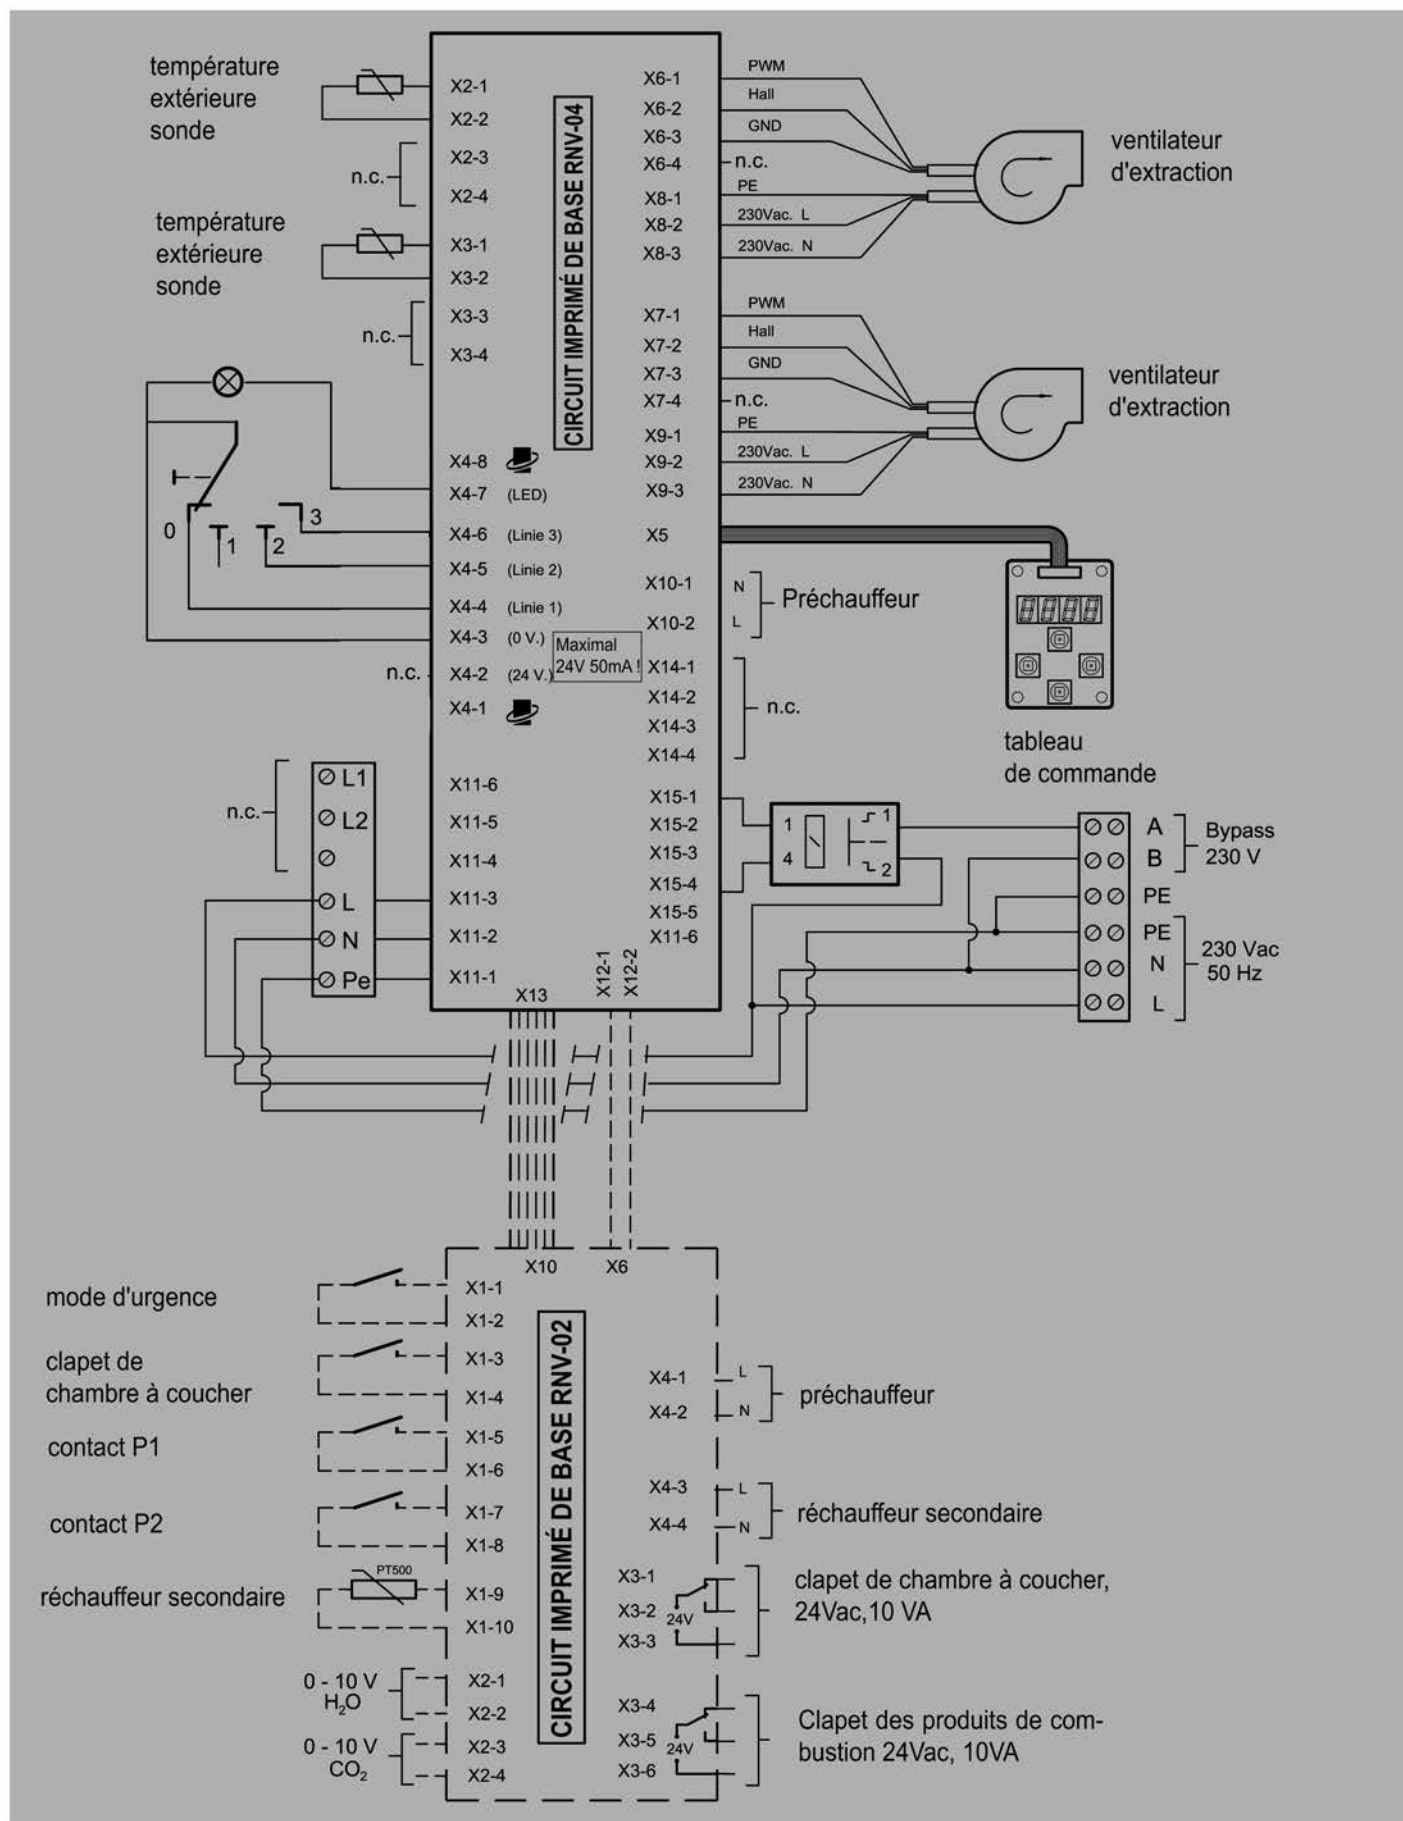 température
extérieure
sonde
X2-1
X2-2
n.c.
X2-3
X2-4
température
extérieure
sonde
X3-1
X3-2
n.c.
X3-3
X3-4
CIRCUIT IMPRIMÉ DE BASE RNV-04
X4-8
X4-7 (LED)
X4-6 (Linie 3)
X4-5 (Linie 2)
X4-4 (Linie 1)
X4-3 (0 V.)
n.c. X4-2 (24 V.)
X4-1
Maximal
24V 50mA !
0
1
2
3
X6-1 PWM
X6-2 Hall
X6-3 GND
X6-4 n.c.
X8-1 PE
X8-2 230Vac. L
X8-3 230Vac. N
ventilateur
d'extraction
X7-1 PWM
X7-2 Hall
X7-3 GND
X7-4 n.c.
X9-1 PE
X9-2 230Vac. L
X9-3 230Vac. N
ventilateur
d'extraction
X5
tableau
de commande
X10-1 N
X10-2 L
Préchauffeur
X14-1
X14-2
X14-3
X14-4
n.c.
n.c.
L1
L2
L
N
Pe
X11-6
X11-5
X11-4
X11-3
X11-2
X11-1
X15-1
X15-2
X15-3
X15-4
X15-5
X11-6
1
4
1
2
A
B
Bypass
230 V
PE
PE
N
L
230 Vac
50 Hz
X13
X12-1
X12-2
X10
X6
CIRCUIT IMPRIMÉ DE BASE RNV-02
mode d'urgence
X1-1
X1-2
clapet de
chambre à coucher
X1-3
X1-4
contact P1
X1-5
X1-6
contact P2
X1-7
X1-8
réchauffeur secondaire
PT500
X1-9
X1-10
0 - 10 V
H₂O
X2-1
X2-2
0 - 10 V
CO₂
X2-3
X2-4
X4-1 L
X4-2 N
préchauffeur
X4-3 L
X4-4 N
réchauffeur secondaire
X3-1
X3-2
X3-3
24V
clapet de chambre à coucher,
24Vac,10 VA
X3-4
X3-5
X3-6
24V
Clapet des produits de com-
bustion 24Vac, 10VA